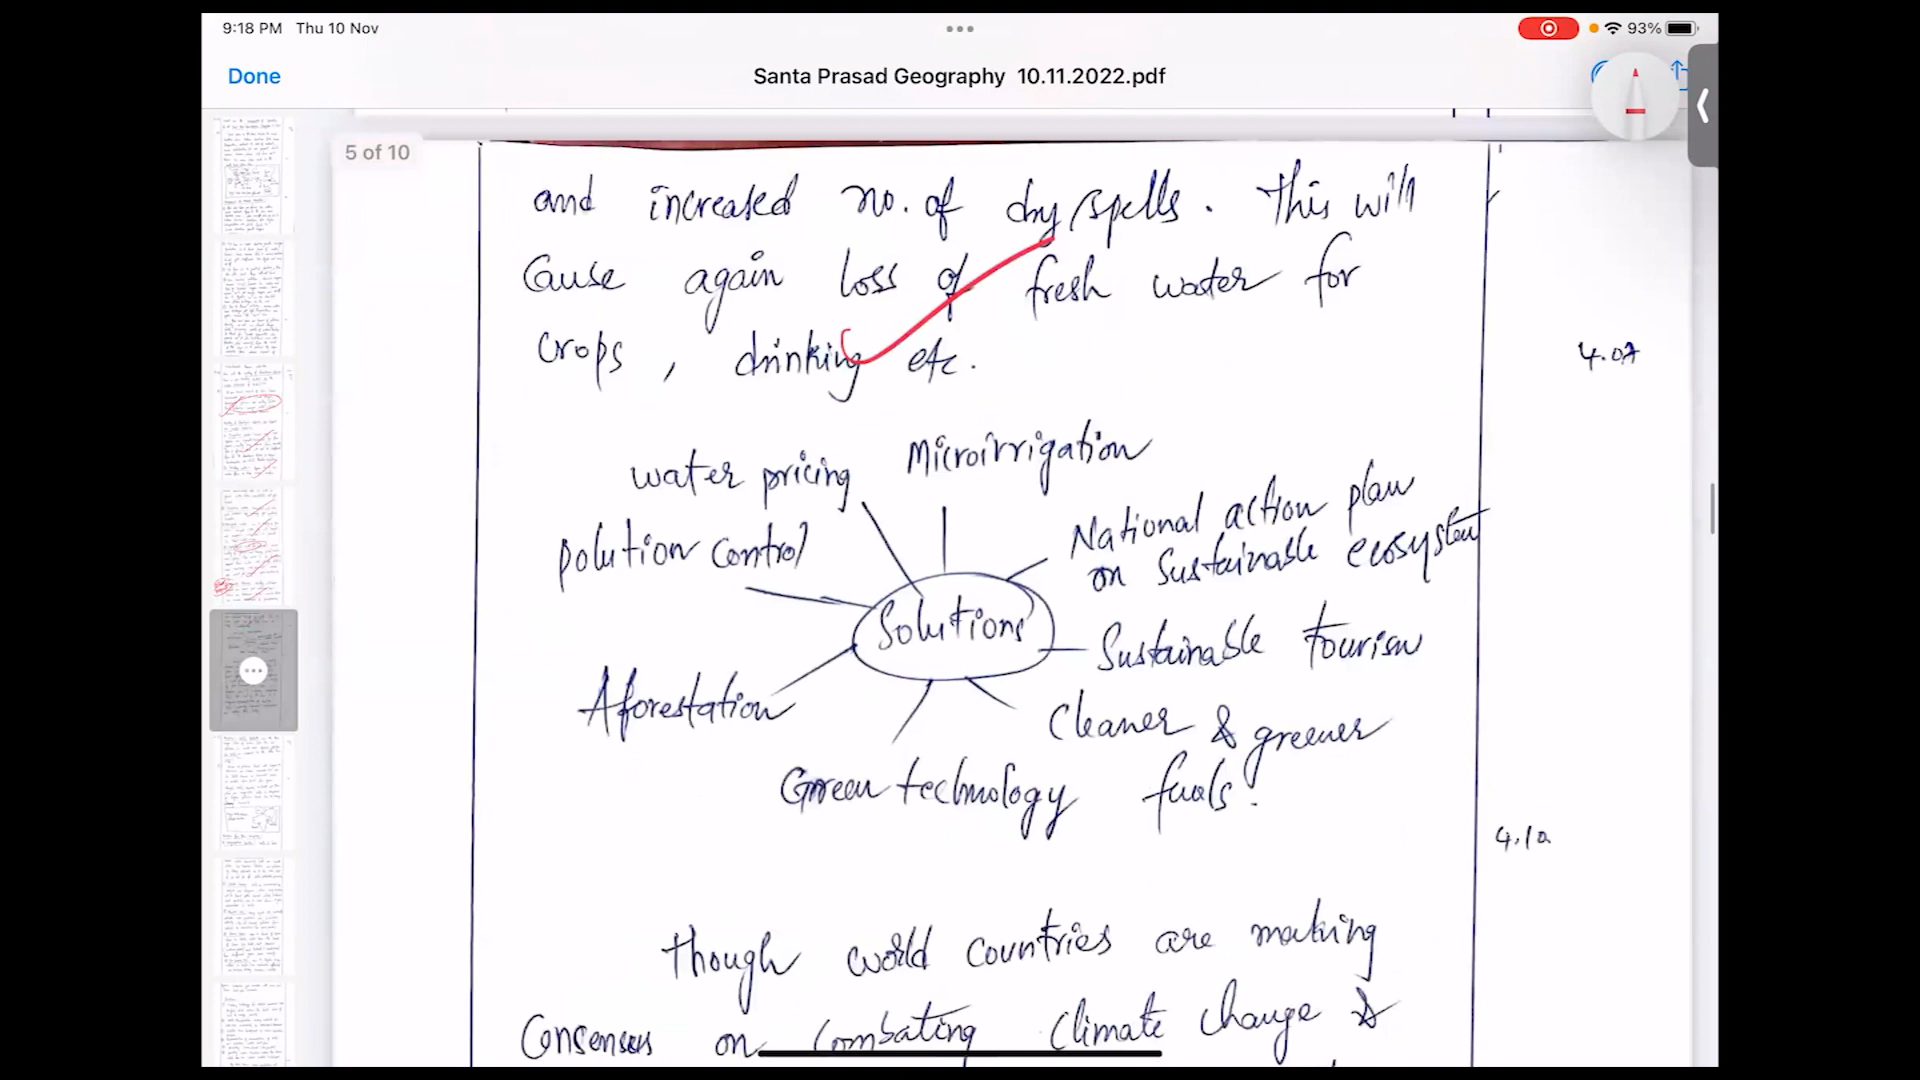 9:18 PM Thu 10 Nov
93%
Done
Santa Prasad Geography 10.11.2022.pdf
5 of 10
and increased no. of dry spells. This will
Cause again loss of fresh water for
crops, drinking etc.
4.07
water pricing
Microirrigation
polution control
National action plan
on Sustainable ecosystem
Solutions
Sustainable tourism
Aforestation
Cleaner & greener
fuels.
Green technology
4.10
Though world countries are making
Consensus on combating climate change &